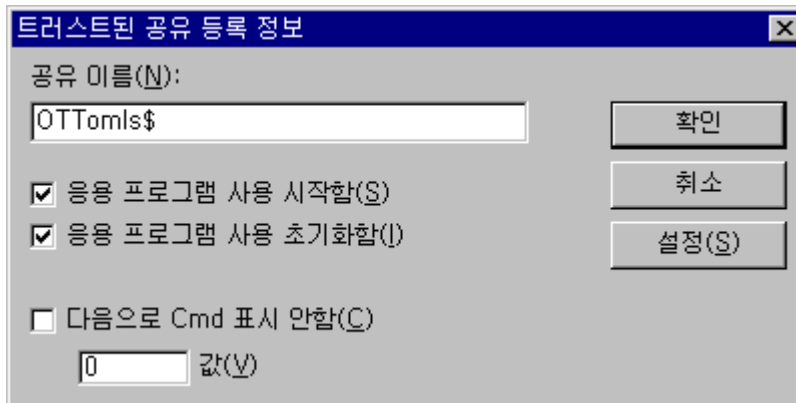 트러스트된 공유 등록 정보
공유 이름(N):
OTTomls$
확인
취소
설정(S)
응용 프로그램 사용 시작함(S)
응용 프로그램 사용 초기화함(I)
다음으로 Cmd 표시 안함(C)
0 값(V)